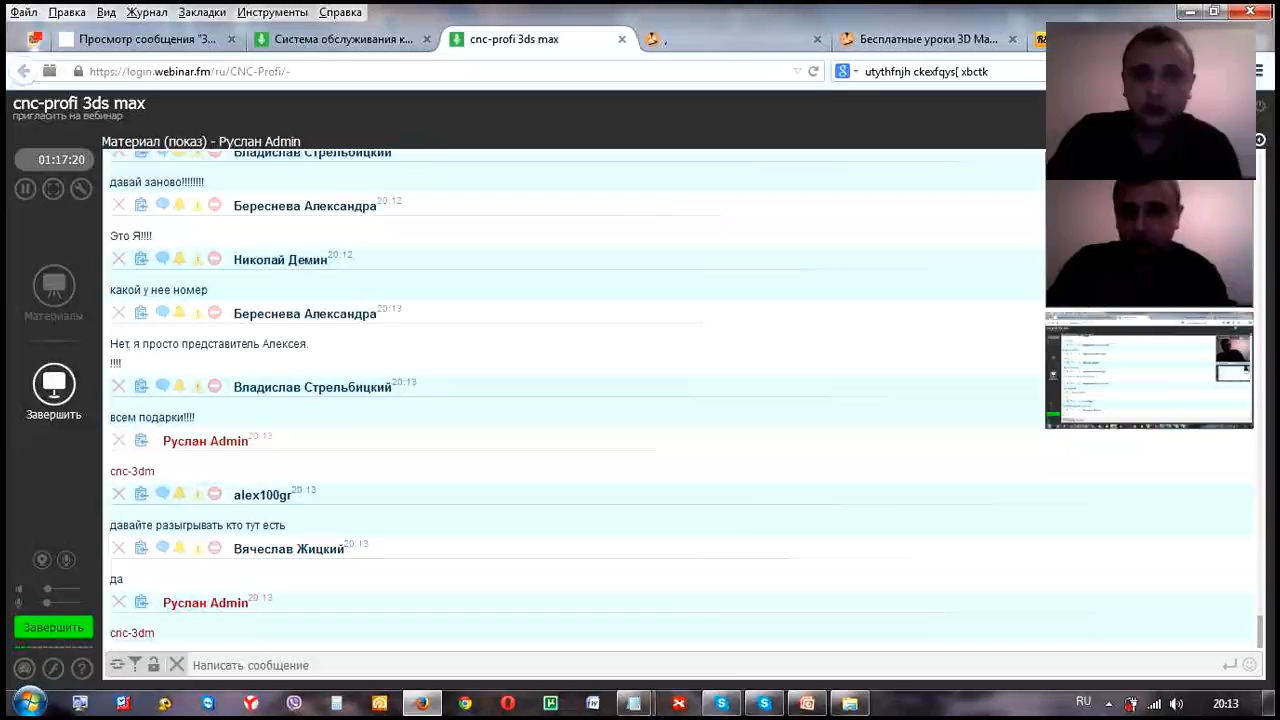 Файл Правка Вид Журнал Закладки Инструменты Справка
Просмотр сообщения "З... Система обслуживания к... cnc-profi 3ds max , Бесплатные уроки 3D Ma...
https://login.webinar.fm/ru/CNC-Profi/- utythfnjh ckexfqys[ xbctk
cnc-profi 3ds max
пригласить на вебинар
Материал (показ) - Руслан Admin
01:17:20
Владислав Стрельбицкий
давай заново!!!!!!!!
Береснева Александра 20:12
Это Я!!!!
Николай Демин 20:12
какой у нее номер
Береснева Александра 20:13
Нет, я просто представитель Алексея.
!!!!
Владислав Стрельбицкий 20:13
всем подарки!!!!
Руслан Admin 20:13
cnc-3dm
alex100gr 20:13
давайте разыгрывать кто тут есть
Вячеслав Жицкий 20:13
да
Руслан Admin 20:13
cnc-3dm
Материалы
Завершить
Завершить
Написать сообщение
RU 20:13